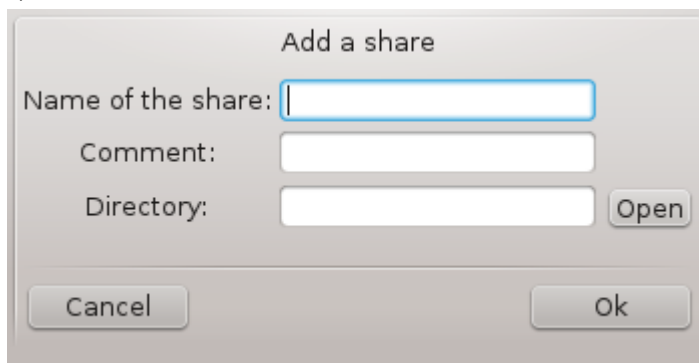 Add a share
Name of the share:
Comment:
Directory:
Open
Cancel
Ok